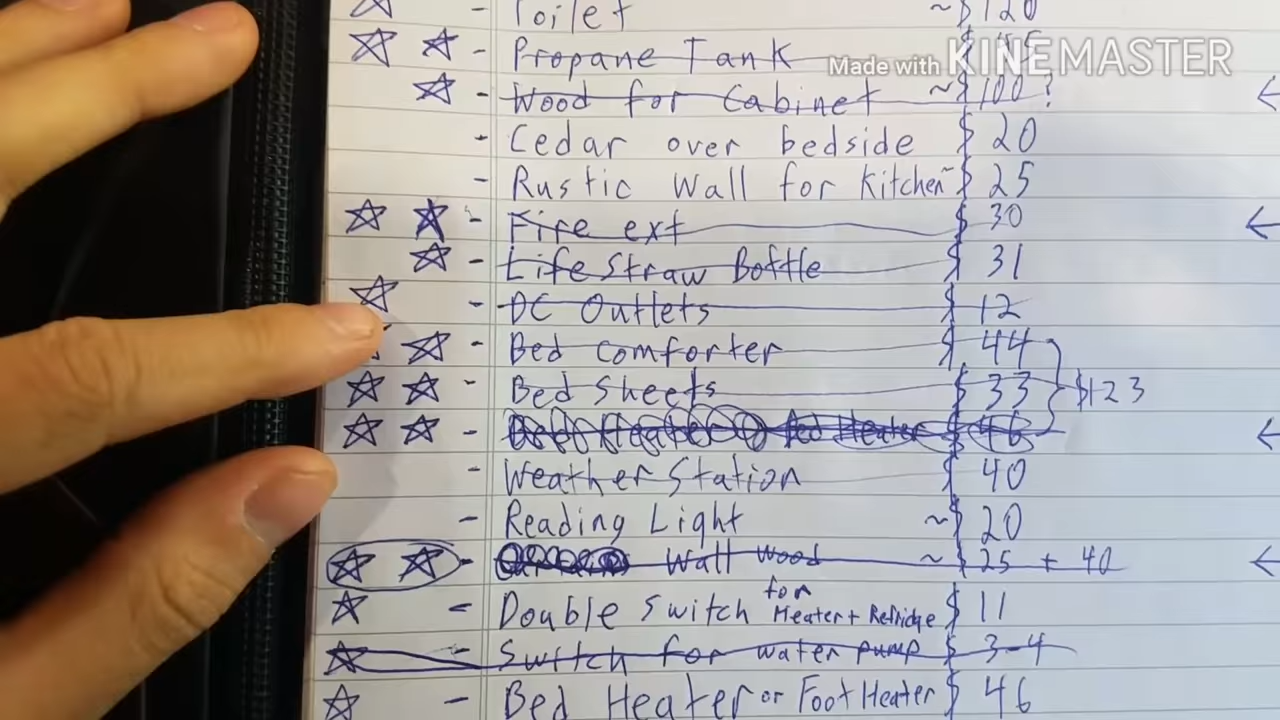 - Toilet ~$120
- Propane Tank
Made with KINEMASTER
- Wood for Cabinet ~$100?
- Cedar over bedside $20
- Rustic Wall for Kitchen ~$25
- Fire ext $30
- Life Straw Bottle $31
- DC Outlets $12
- Bed comforter $44
- Bed Sheets $33 $123
- Bed Heater $46
- Weather Station $40
- Reading Light ~$20
- Wall Wood ~$25 + 40
- Double Switch for Heater + Refridge $11
- Switch for water pump $3-4
- Bed Heater or Foot Heater $46